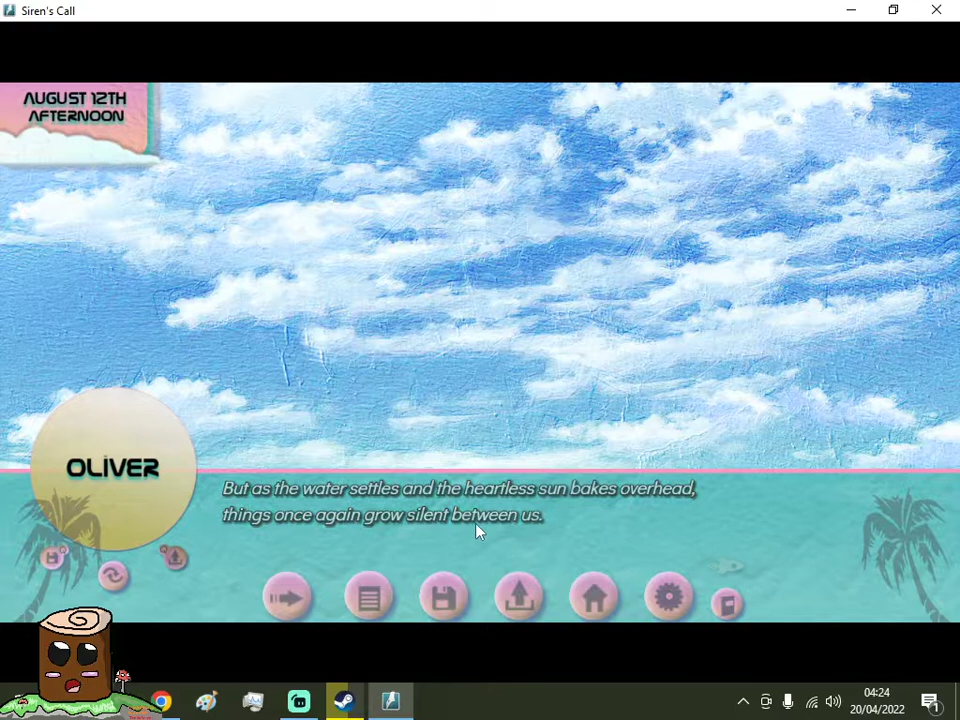 Siren's Call
AUGUST 12TH
AFTERNOON
OLIVER
But as the water settles and the heartless sun bakes overhead,
things once again grow silent between us.
Q
Q
04:24
20/04/2022
1